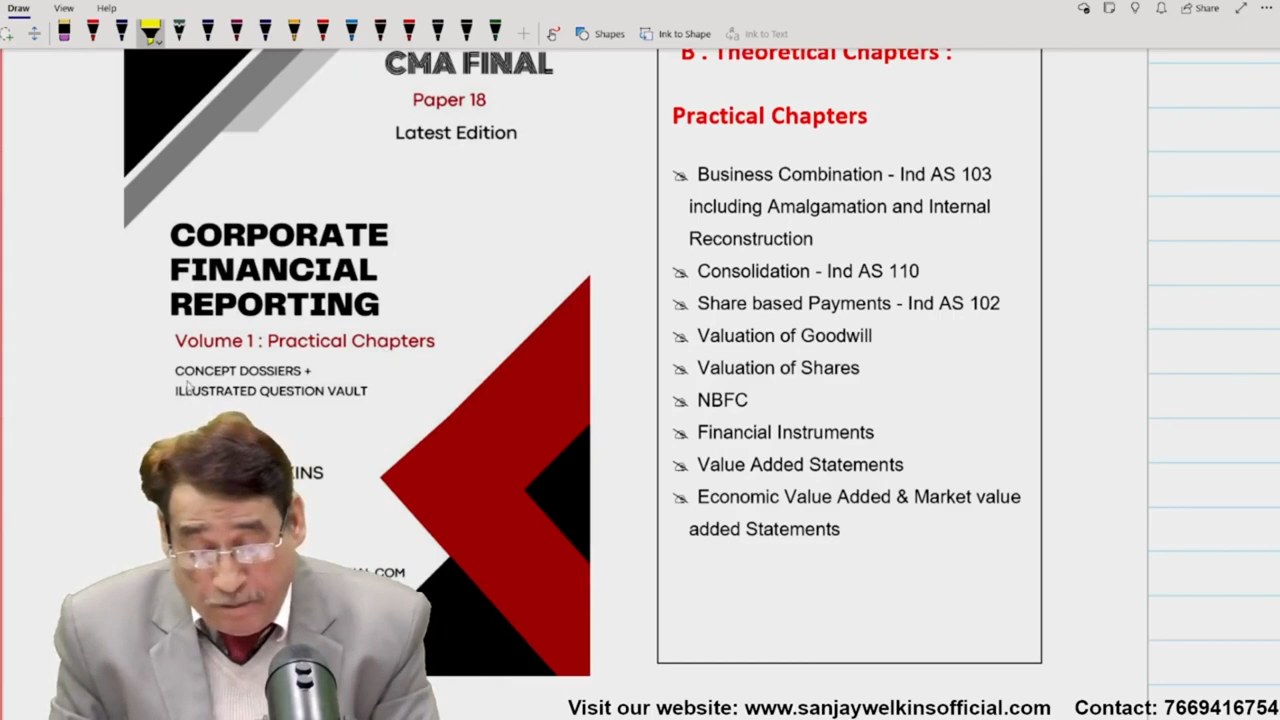 Draw View Help
Share
Shapes Ink to Shape Ink to Text
CMA FINAL
Paper 18
Latest Edition
CORPORATE
FINANCIAL
REPORTING
Volume 1 : Practical Chapters
CONCEPT DOSSIERS +
ILLUSTRATED QUESTION VAULT
B : Theoretical Chapters :
Practical Chapters
Business Combination - Ind AS 103
including Amalgamation and Internal
Reconstruction
Consolidation - Ind AS 110
Share based Payments - Ind AS 102
Valuation of Goodwill
Valuation of Shares
NBFC
Financial Instruments
Value Added Statements
Economic Value Added & Market value
added Statements
Visit our website: www.sanjaywelkinsofficial.com Contact: 7669416754